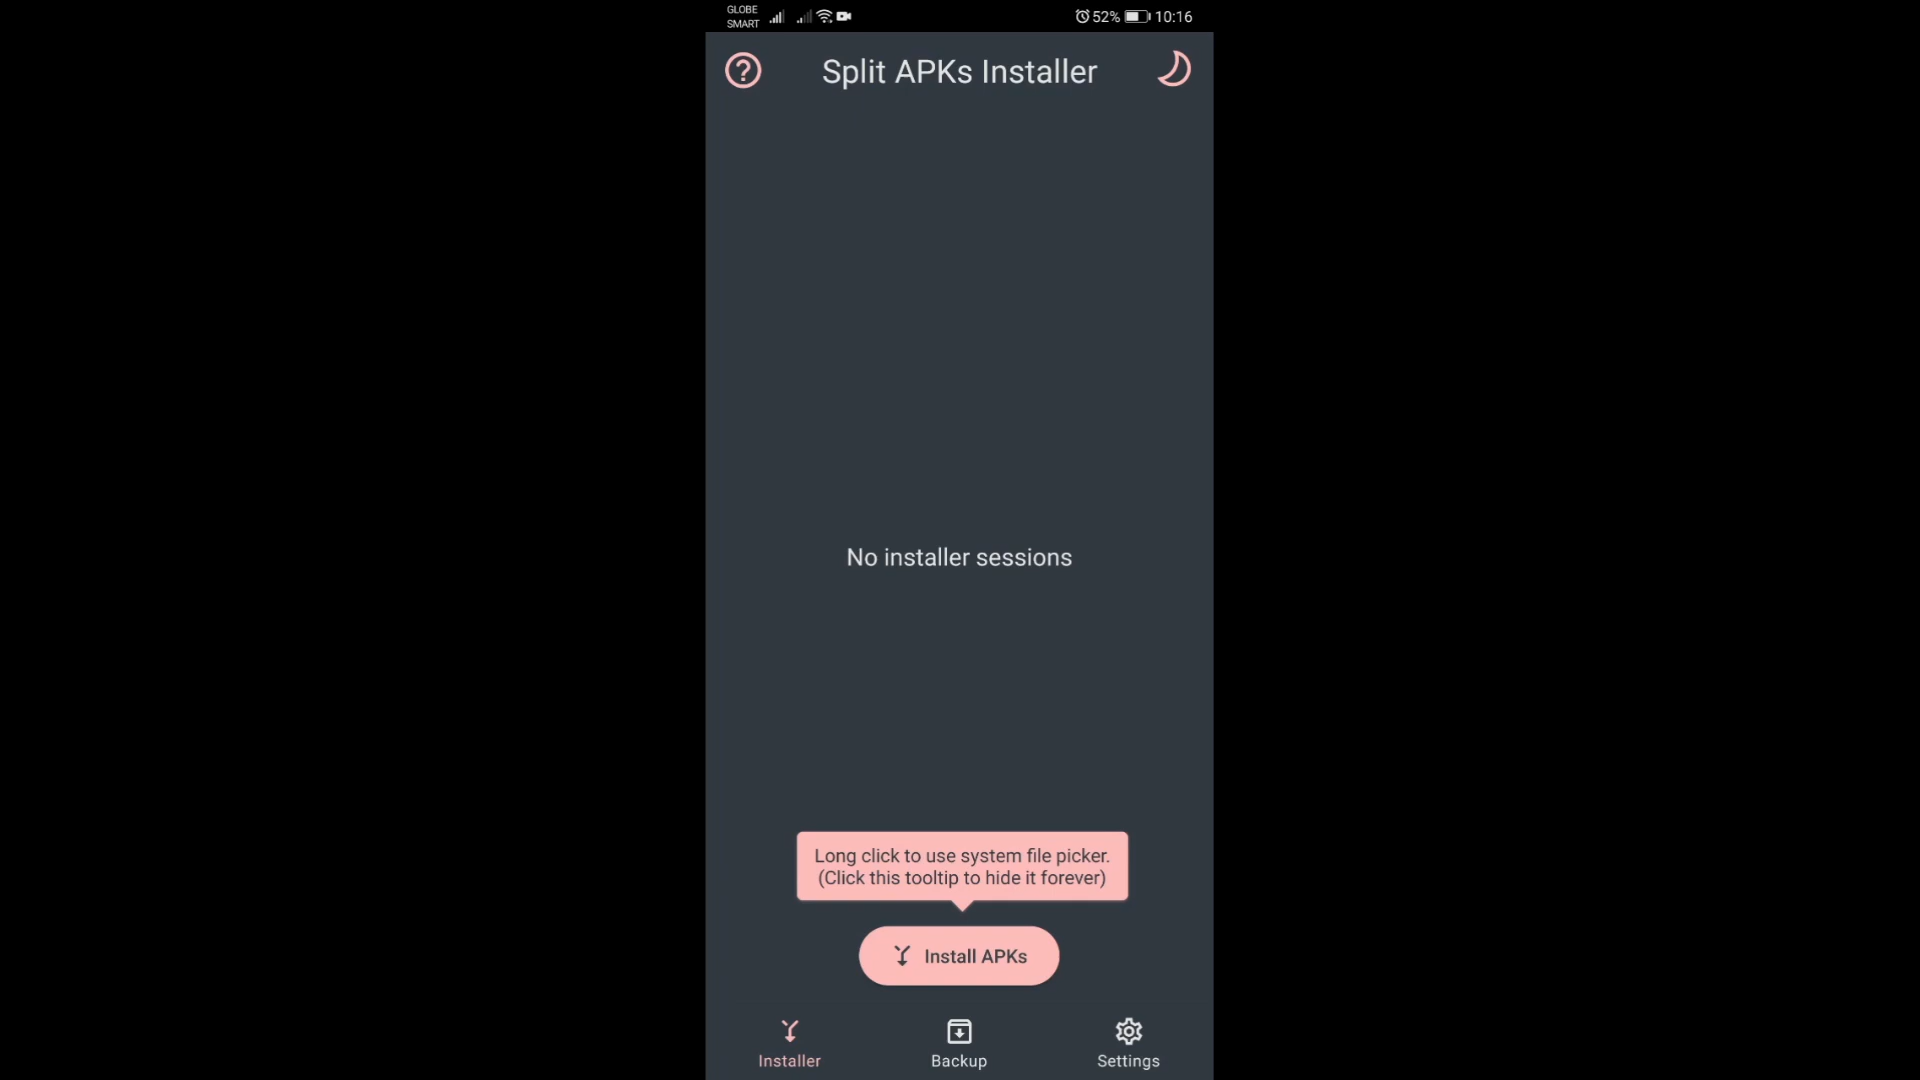 GLOBE
SMART
52% 10:16
Split APKs Installer
No installer sessions
Long click to use system file picker.
(Click this tooltip to hide it forever)
Install APKs
Installer
Backup
Settings